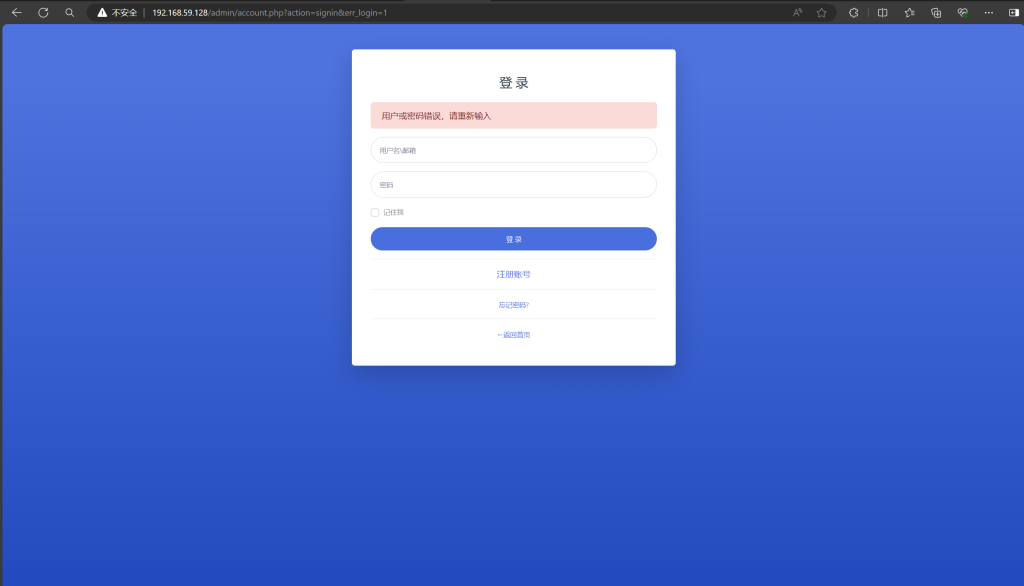 不安全 | 192.168.59.128/admin/account.php?action=signin&err_login=1
登录
用户或密码错误，请重新输入
用户名\邮箱
密码
记住我
登录
注册账号
忘记密码?
←返回首页